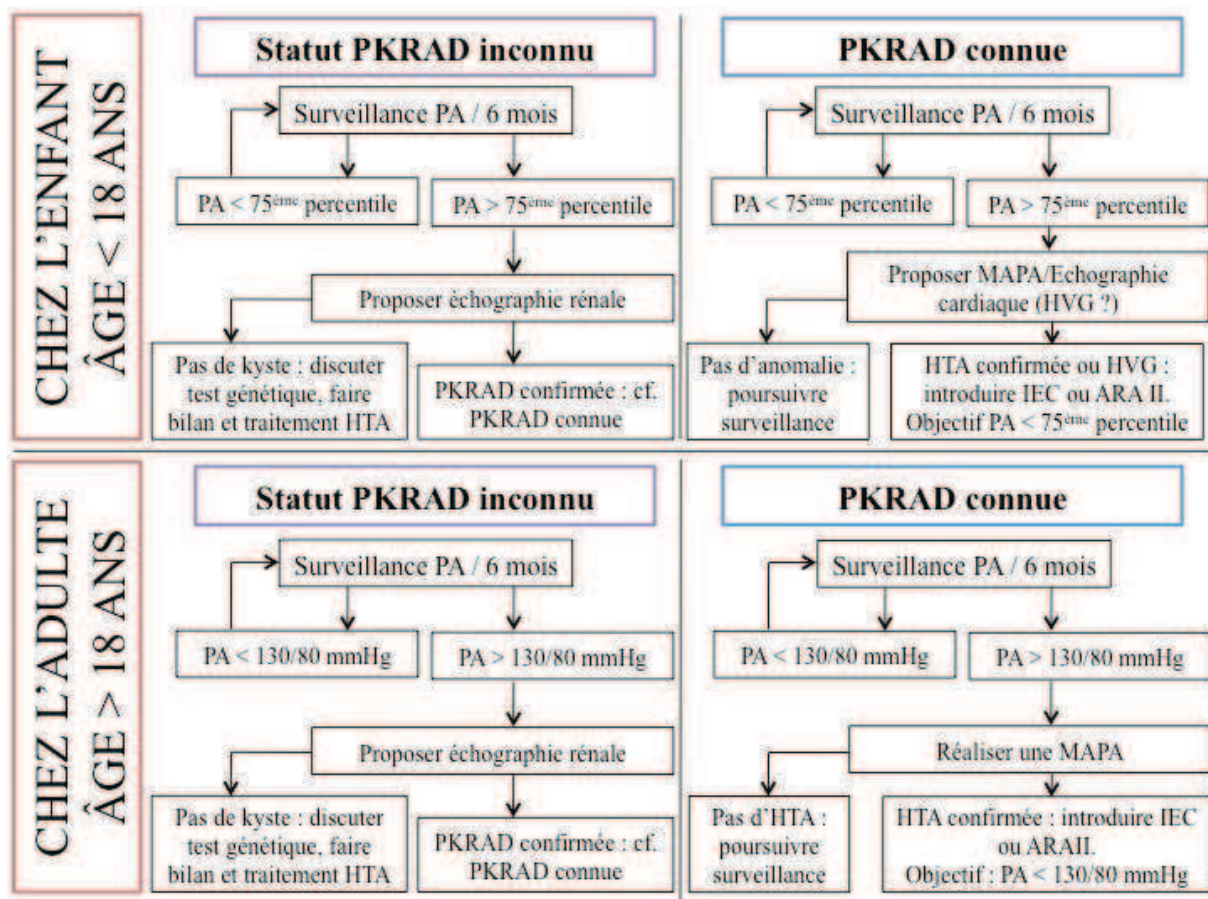 CHEZ L'ENFANT
ÂGE < 18 ANS
Statut PKRAD inconnu
Surveillance PA / 6 mois
PA < 75ème percentile
PA > 75ème percentile
Proposer échographie rénale
Pas de kyste : discuter
test génétique, faire
bilan et traitement HTA
PKRAD confirmée : cf.
PKRAD connue
PKRAD connue
Surveillance PA / 6 mois
PA < 75ème percentile
PA > 75ème percentile
Proposer MAPA/Echographie
cardiaque (HVG ?)
Pas d'anomalie :
poursuivre
surveillance
HTA confirmée ou HVG :
introduire IEC ou ARA II.
Objectif PA < 75ème percentile
CHEZ L'ADULTE
ÂGE > 18 ANS
Statut PKRAD inconnu
Surveillance PA / 6 mois
PA < 130/80 mmHg
PA > 130/80 mmHg
Proposer échographie rénale
Pas de kyste : discuter
test génétique, faire
bilan et traitement HTA
PKRAD confirmée : cf.
PKRAD connue
PKRAD connue
Surveillance PA / 6 mois
PA < 130/80 mmHg
PA > 130/80 mmHg
Réaliser une MAPA
Pas d'HTA :
poursuivre
surveillance
HTA confirmée : introduire IEC
ou ARAII.
Objectif : PA < 130/80 mmHg